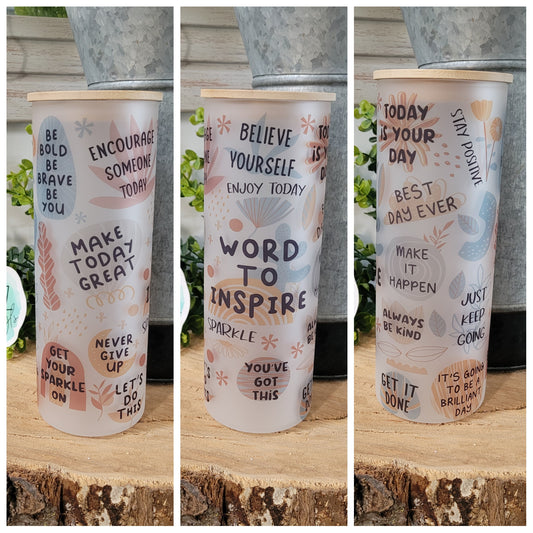 BE
BOLD
BE
BRAVE
BE
YOU
ENCOURAGE
SOMEONE
TODAY
MAKE
TODAY
GREAT
NEVER
GIVE
UP
GET
YOUR
SPARKLE
ON
LET'S
DO
THIS
BELIEVE
YOURSELF
ENJOY TODAY
WORD
TO
INSPIRE
SPARKLE
YOU'VE
GOT
THIS
TODAY
IS YOUR
DAY
STAY POSITIVE
BEST
DAY EVER
MAKE
IT
HAPPEN
JUST
KEEP
GOING
ALWAYS
BE KIND
GET IT
DONE
IT'S GOING
TO BE A
BRILLIANT
DAY